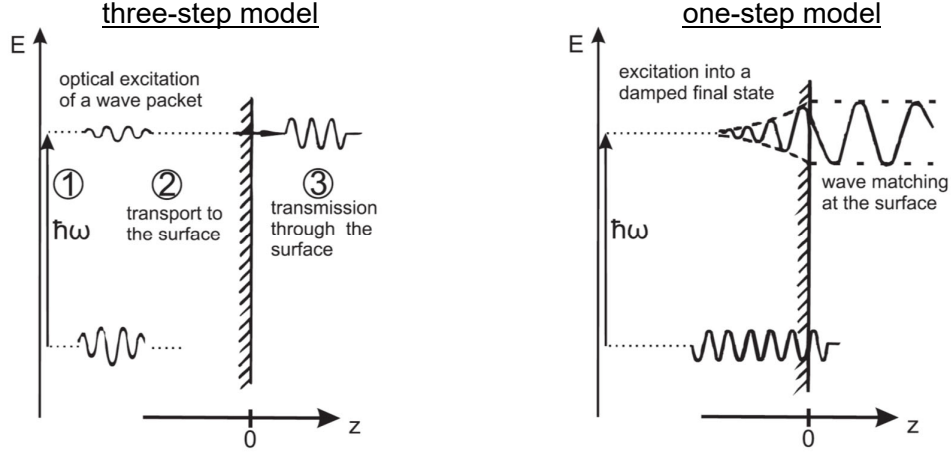 three-step model
E
optical excitation
of a wave packet
①
②
③
transport to
the surface
transmission
through the
surface
ħω
0
z
one-step model
E
excitation into a
damped final state
wave matching
at the surface
ħω
0
z